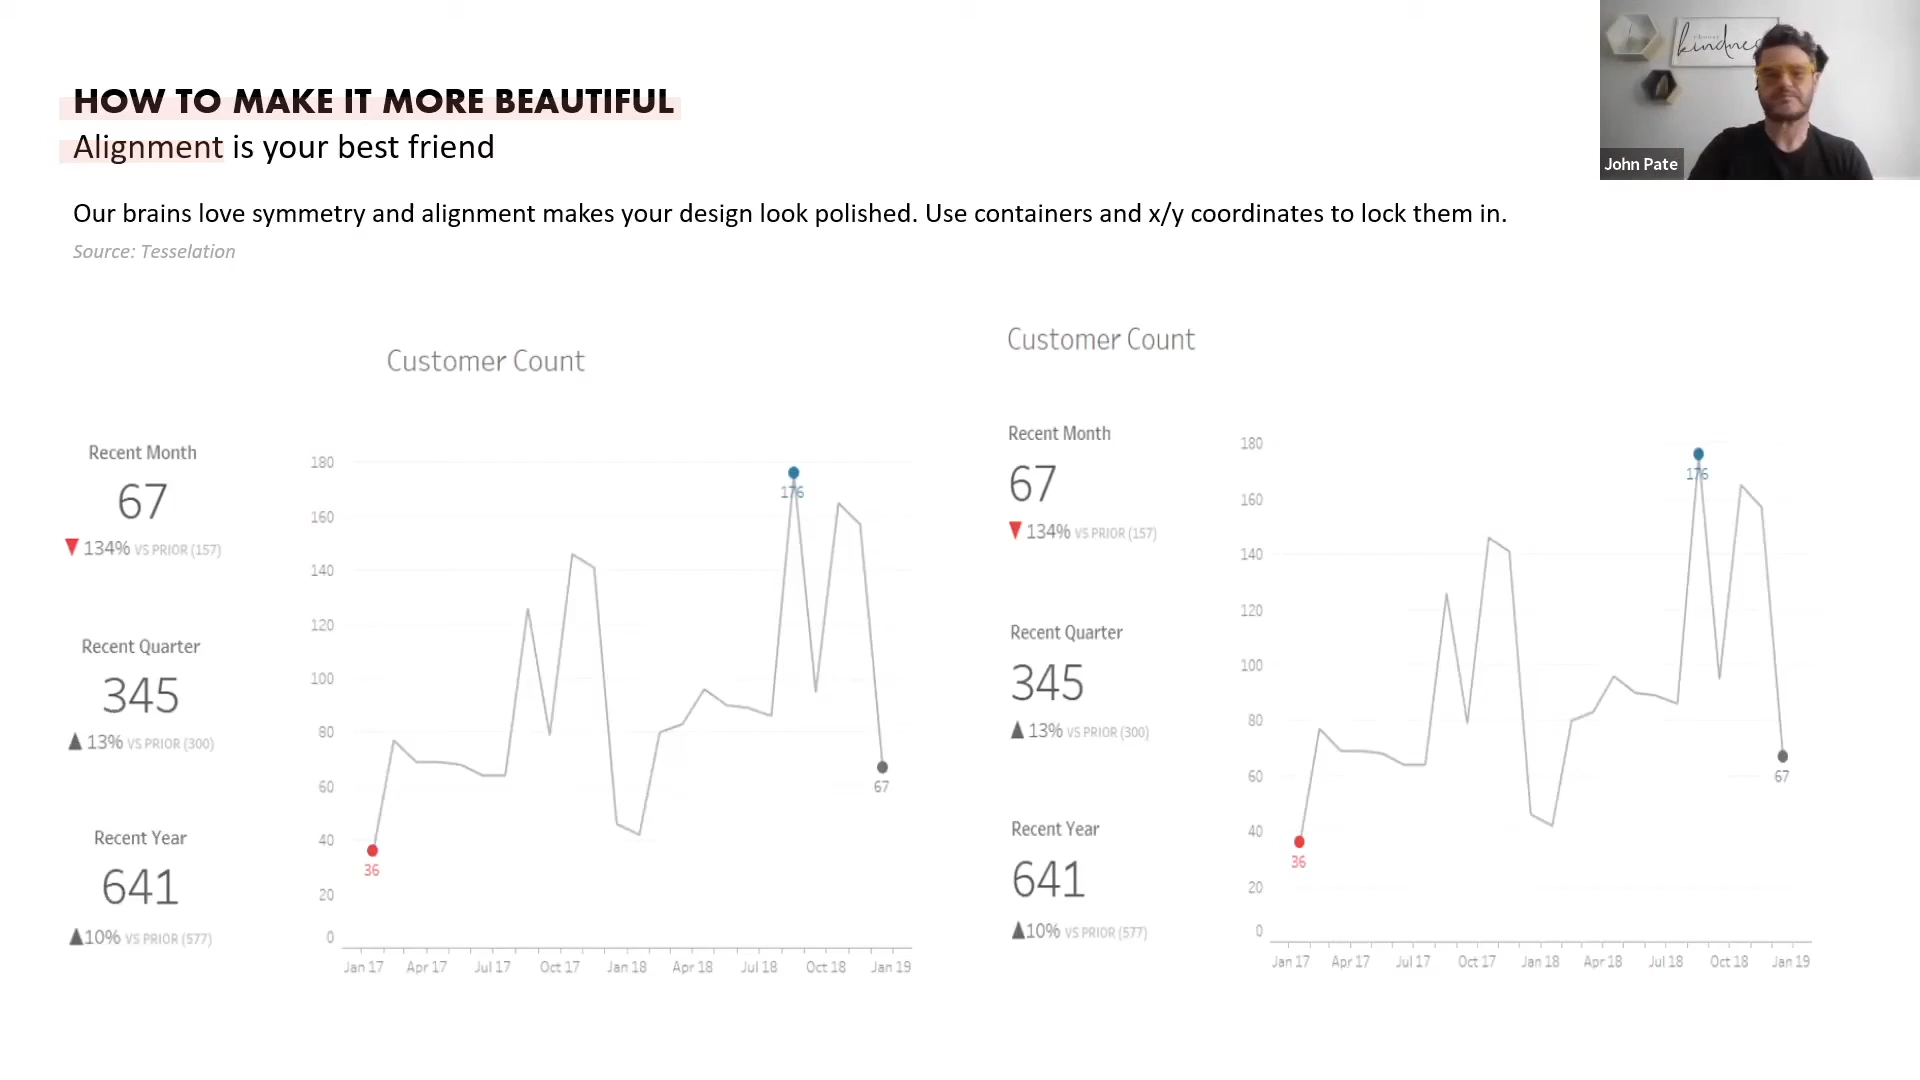 HOW TO MAKE IT MORE BEAUTIFUL
Alignment is your best friend
Our brains love symmetry and alignment makes your design look polished. Use containers and x/y coordinates to lock them in.
Source: Tesselation
kindness
John Pate
Customer Count
Recent Month
67
▼ 134% VS PRIOR (157)
Recent Quarter
345
▲ 13% VS PRIOR (300)
Recent Year
641
▲10% VS PRIOR (577)
180
160
140
120
100
80
60
40
20
0
176
67
36
Jan 17 Apr 17 Jul 17 Oct 17 Jan 18 Apr 18 Jul 18 Oct 18 Jan 19
Customer Count
Recent Month
67
▼ 134% VS PRIOR (157)
Recent Quarter
345
▲ 13% VS PRIOR (300)
Recent Year
641
▲10% VS PRIOR (577)
180
160
140
120
100
80
60
40
20
0
176
67
36
Jan 17 Apr 17 Jul 17 Oct 17 Jan 18 Apr 18 Jul 18 Oct 18 Jan 19